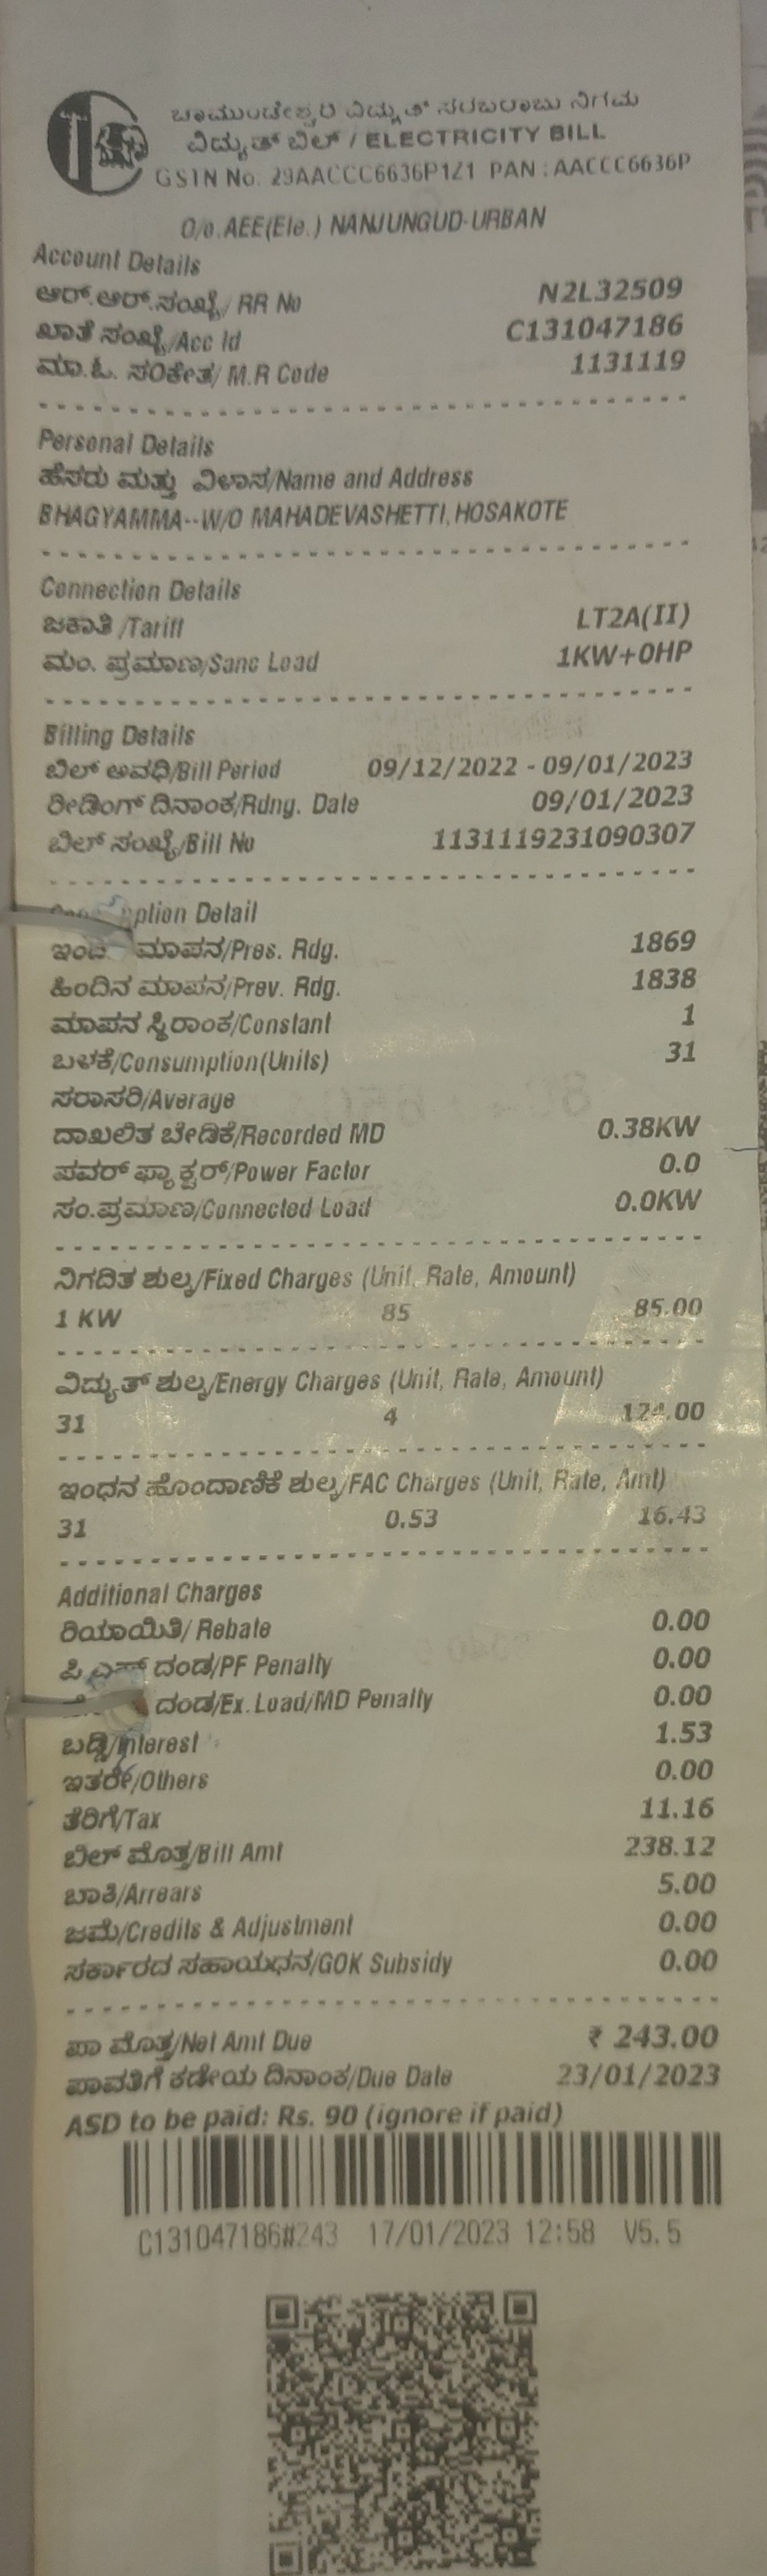 ಚಾಮುಂಡೇಶ್ವರಿ ವಿದ್ಯುತ್ ಸರಬರಾಜು ನಿಗಮ
ವಿದ್ಯುತ್ ಬಿಲ್ / ELECTRICITY BILL
GSTN No. 29AACCC6636P1Z1 PAN : AACCC6636P
O/o.AEE(Ele.) NANJUNGUD-URBAN
Account Details
ಆರ್.ಆರ್.ಸಂಖ್ಯೆ/ RR No N2L32509
ಖಾತೆ ಸಂಖ್ಯೆ/Acc Id C131047186
ಮಾ.ಓ. ಸಂಕೇತ/ M.R Code 1131119
Personal Details
ಹೆಸರು ಮತ್ತು ವಿಳಾಸ/Name and Address
BHAGYAMMA--W/O MAHADEVASHETTI,HOSAKOTE
Connection Details
ಜಕಾತಿ /Tariff LT2A(II)
ಮಂ. ಪ್ರಮಾಣ/Sanc Load 1KW+0HP
Billing Details
ಬಿಲ್ ಅವಧಿ/Bill Period 09/12/2022 - 09/01/2023
ರೀಡಿಂಗ್ ದಿನಾಂಕ/Rdng. Date 09/01/2023
ಬಿಲ್ ಸಂಖ್ಯೆ/Bill No 1131119231090307
Detail
ಮಾಪನ/Pres. Rdg. 1869
ಹಿಂದಿನ ಮಾಪನ/Prev. Rdg. 1838
ಮಾಪನ ಸ್ಥಿರಾಂಕ/Constant 1
ಬಳಕೆ/Consumption(Units) 31
ಸರಾಸರಿ/Average
ದಾಖಲಿತ ಬೇಡಿಕೆ/Recorded MD 0.38KW
ಪವರ್ ಫ್ಯಾಕ್ಟರ್/Power Factor 0.0
ಸಂ.ಪ್ರಮಾಣ/Connected Load 0.0KW
ನಿಗದಿತ ಶುಲ್ಕ/Fixed Charges (Unit, Rate, Amount)
1 KW 85 85.00
ವಿದ್ಯುತ್ ಶುಲ್ಕ/Energy Charges (Unit, Rate, Amount)
31 4 124.00
ಇಂಧನ ಹೊಂದಾಣಿಕೆ ಶುಲ್ಕ/FAC Charges (Unit, Rate, Amt)
31 0.53 16.43
Additional Charges
ರಿಯಾಯಿತಿ/ Rebate 0.00
ಪಿ.ಎಫ್ ದಂಡ/PF Penalty 0.00
ದಂಡ/Ex.Load/MD Penalty 0.00
ಬಡ್ಡಿ/Interest 1.53
ಇತರೇ/Others 0.00
ತೆರಿಗೆ/Tax 11.16
ಬಿಲ್ ಮೊತ್ತ/Bill Amt 238.12
ಬಾಕಿ/Arrears 5.00
ಜಮೆ/Credits & Adjustment 0.00
ಸರ್ಕಾರದ ಸಹಾಯಧನ/GOK Subsidy 0.00
ಪಾ ಮೊತ್ತ/Net Amt Due ₹ 243.00
ಪಾವತಿಗೆ ಕಡೇಯ ದಿನಾಂಕ/Due Date 23/01/2023
ASD to be paid: Rs. 90 (ignore if paid)
C131047186#243 17/01/2023 12:58 V5.5